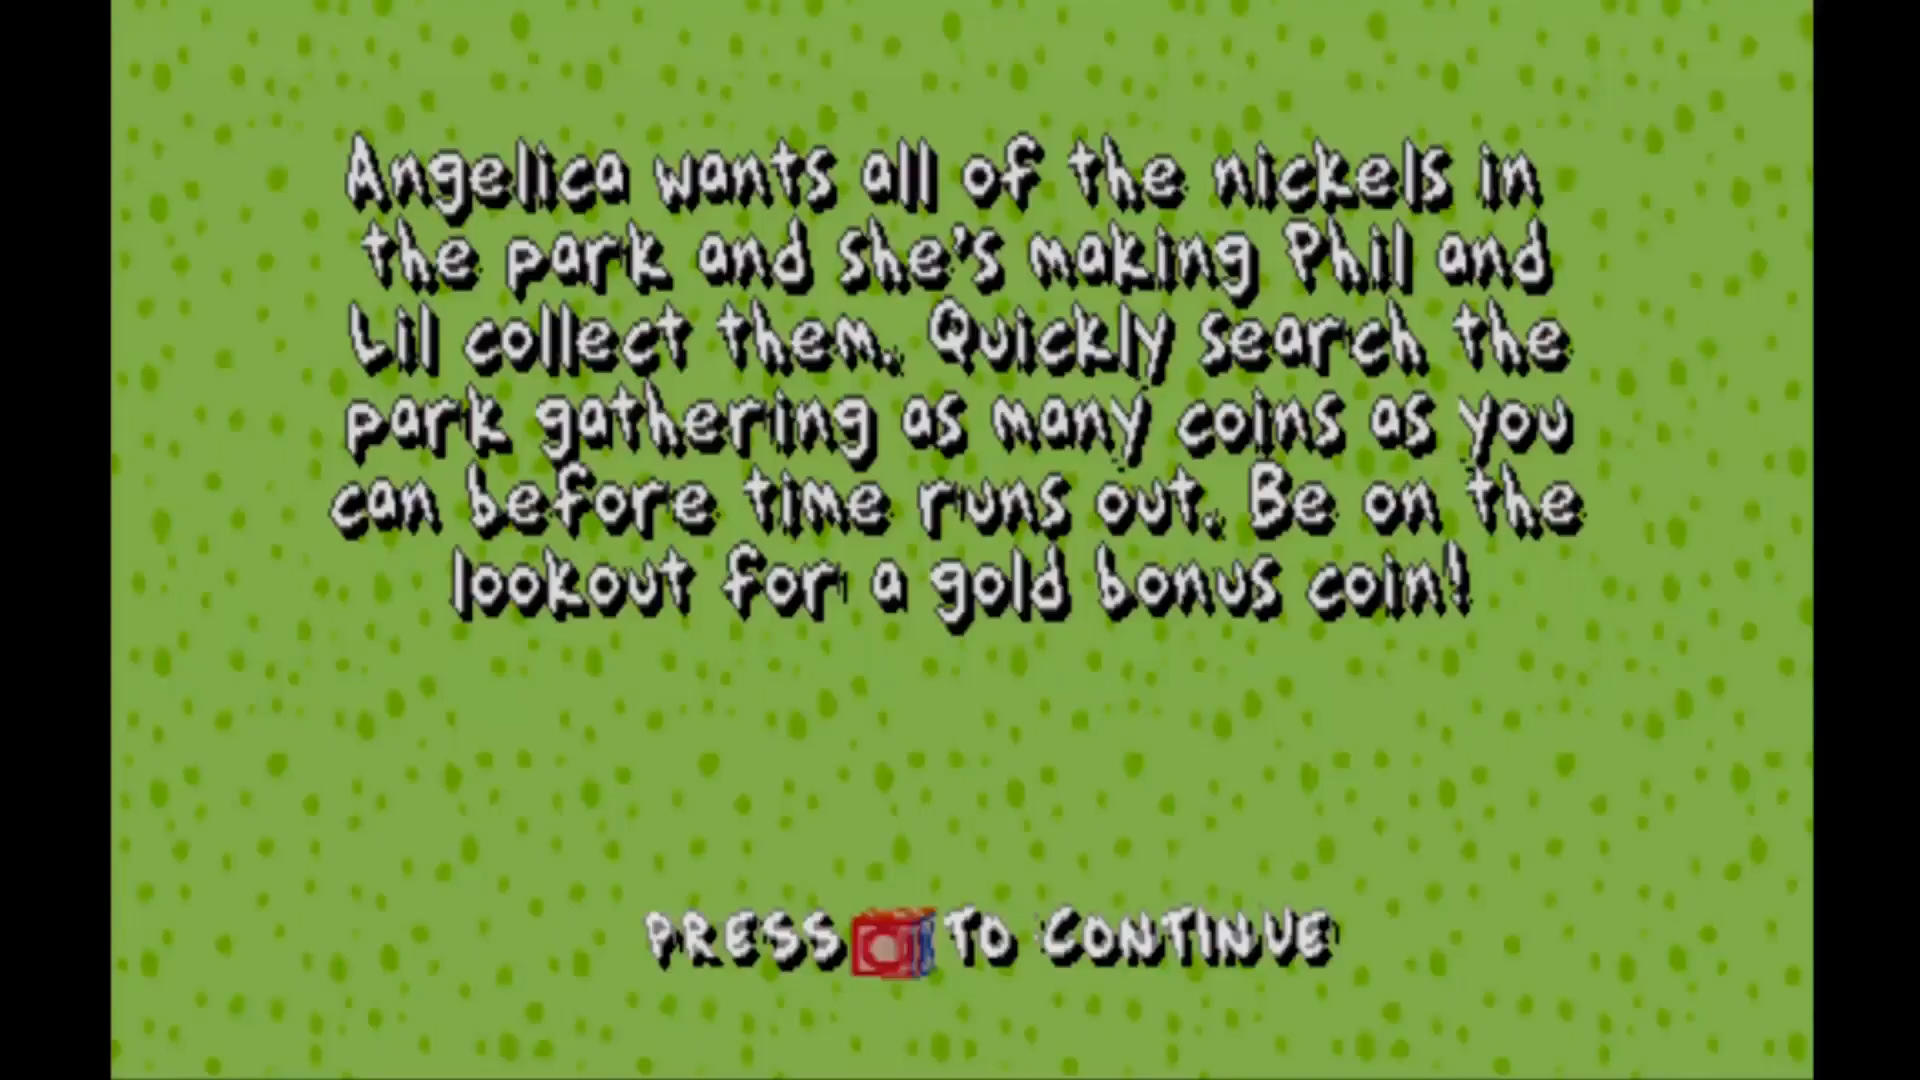 Angelica wants all of the nickels in
the park and she's making Phil and
Lil collect them. Quickly search the
park gathering as many coins as you
can before time runs out. Be on the
lookout for a gold bonus coin!
PRESS TO CONTINUE